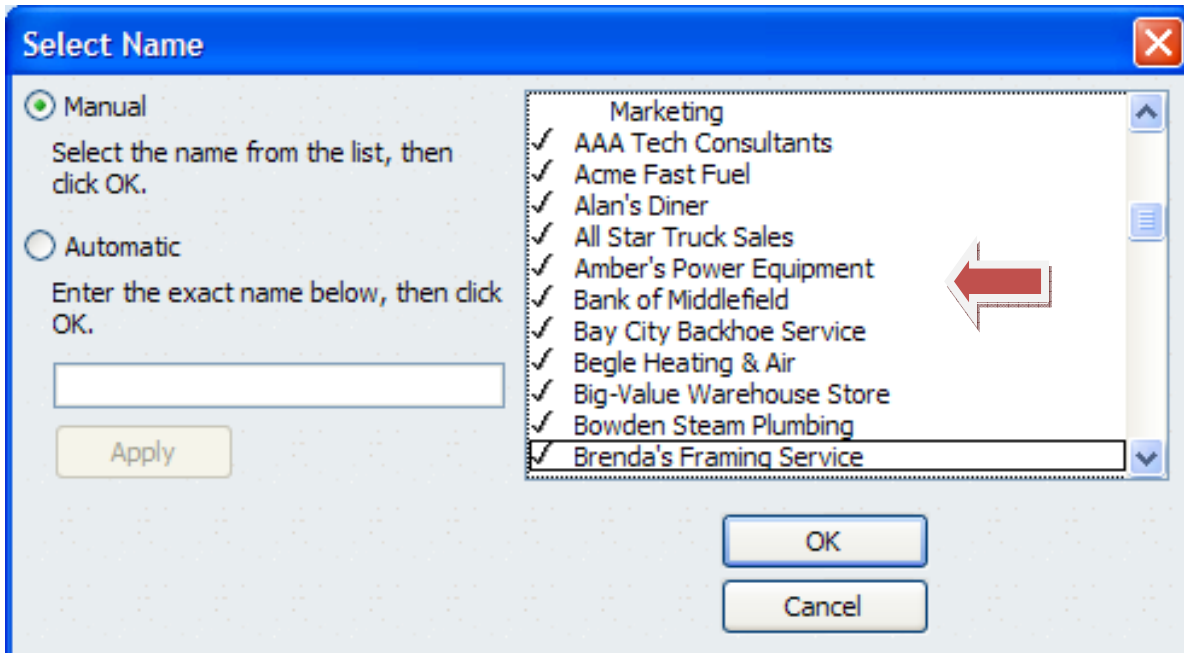 Select Name
Manual
Select the name from the list, then
click OK.
Automatic
Enter the exact name below, then click
OK.
Apply
Marketing
AAA Tech Consultants
Acme Fast Fuel
Alan's Diner
All Star Truck Sales
Amber's Power Equipment
Bank of Middlefield
Bay City Backhoe Service
Begle Heating & Air
Big-Value Warehouse Store
Bowden Steam Plumbing
Brenda's Framing Service
OK
Cancel